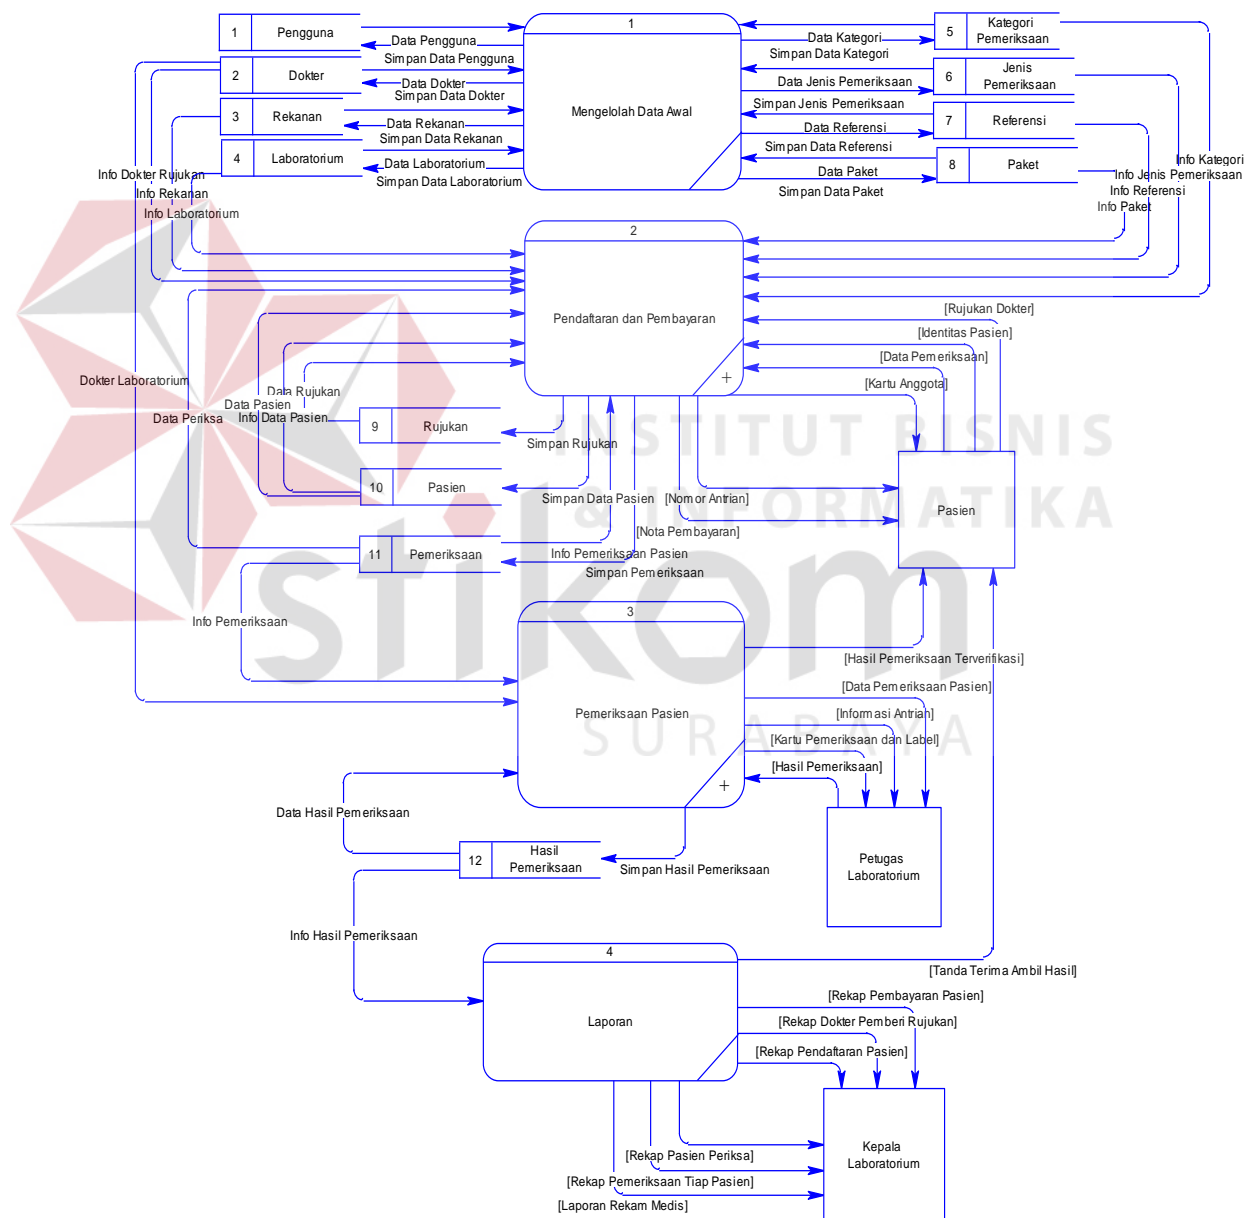 1
Pengguna
2
Dokter
3
Rekanan
4
Laboratorium
Data Pengguna
Simpan Data Pengguna
Data Dokter
Simpan Data Dokter
Data Rekanan
Simpan Data Rekanan
Data Laboratorium
Simpan Data Laboratorium
1
Mengelolah Data Awal
Data Kategori
Simpan Data Kategori
Data Jenis Pemeriksaan
Simpan Jenis Pemeriksaan
Data Referensi
Simpan Data Referensi
Data Paket
Simpan Data Paket
5
Kategori
Pemeriksaan
6
Jenis
Pemeriksaan
7
Referensi
8
Paket
Info Dokter Rujukan
Info Rekanan
Info Laboratorium
Info Kategori
Info Jenis Pemeriksaan
Info Referensi
Info Paket
2
Pendaftaran dan Pembayaran
+
[Rujukan Dokter]
[Identitas Pasien]
[Data Pemeriksaan]
[Kartu Anggota]
Dokter Laboratorium
Data Periksa
Data Rujukan
Data Pasien
Info Data Pasien
9
Rujukan
Simpan Rujukan
10
Pasien
Simpan Data Pasien
[Nomor Antrian]
[Nota Pembayaran]
Pasien
11
Pemeriksaan
Info Pemeriksaan Pasien
Simpan Pemeriksaan
INSTITUT BISNIS
& INFORMATIKA
stikom
SURABAYA
Info Pemeriksaan
3
Pemeriksaan Pasien
+
[Hasil Pemeriksaan Terverifikasi]
[Data Pemeriksaan Pasien]
[Informasi Antrian]
[Kartu Pemeriksaan dan Label]
[Hasil Pemeriksaan]
Data Hasil Pemeriksaan
12
Hasil
Pemeriksaan
Simpan Hasil Pemeriksaan
Petugas
Laboratorium
Info Hasil Pemeriksaan
4
Laporan
[Tanda Terima Ambil Hasil]
[Rekap Pembayaran Pasien]
[Rekap Dokter Pemberi Rujukan]
[Rekap Pendaftaran Pasien]
Kepala
Laboratorium
[Rekap Pasien Periksa]
[Rekap Pemeriksaan Tiap Pasien]
[Laporan Rekam Medis]